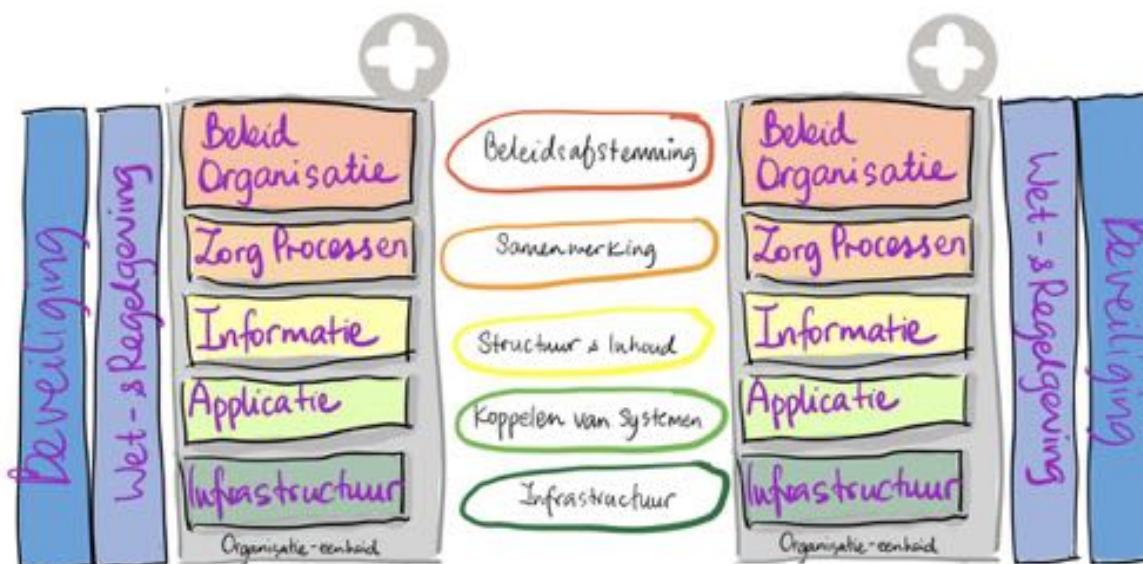 Beveiliging
Wet- & Regelgeving
Beleid
Organisatie
Zorg Processen
Informatie
Applicatie
Infrastructuur
Organisatie-eenheid
Beleidsafstemming
Samenwerking
Structuur & Inhoud
Koppelen van Systemen
Infrastructuur
Beleid
Organisatie
Zorg Processen
Informatie
Applicatie
Infrastructuur
Organisatie-eenheid
Wet- & Regelgeving
Beveiliging